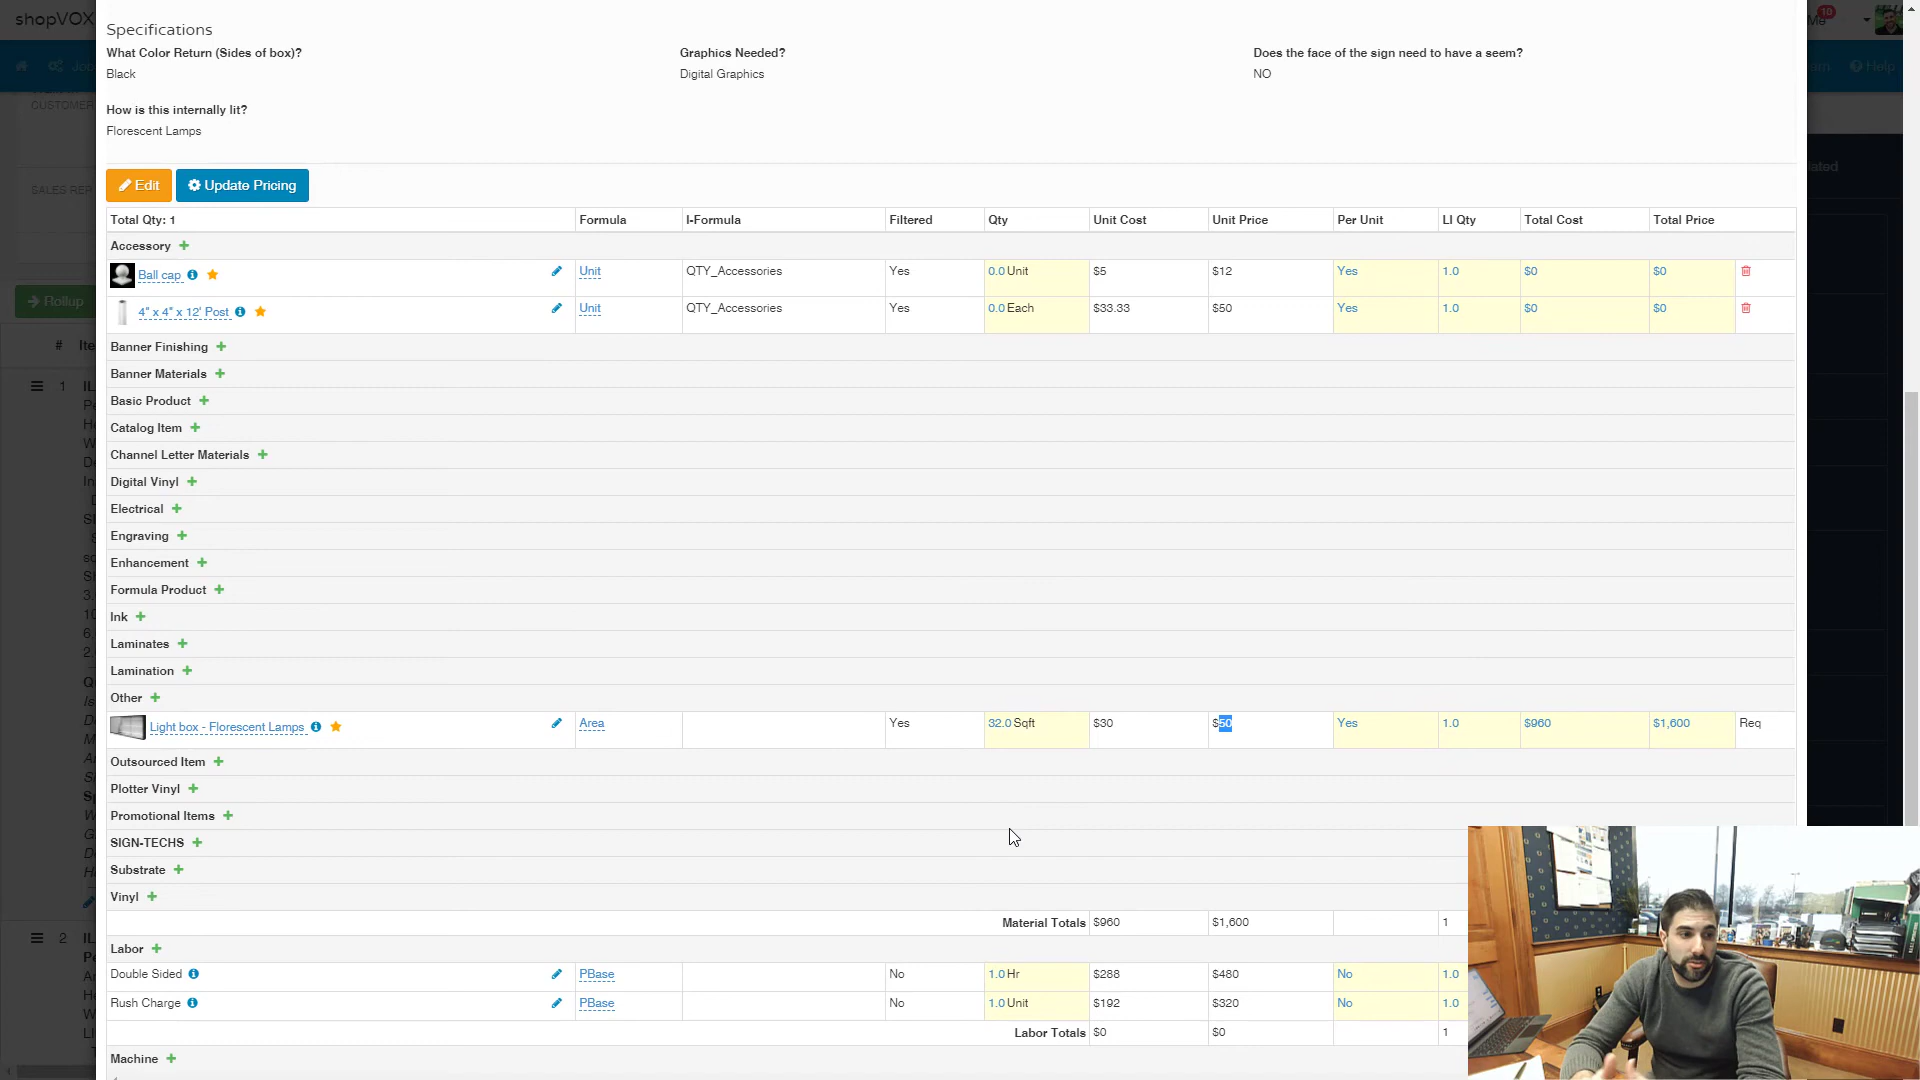 shopVOX
Me 10
Job
Help
CUSTOMER
SALES REP
Rollup
# Ite
1
2
Specifications
What Color Return (Sides of box)? Graphics Needed? Does the face of the sign need to have a seem?
Black Digital Graphics NO
How is this internally lit?
Florescent Lamps
Edit Update Pricing
Total Qty: 1 Formula I-Formula Filtered Qty Unit Cost Unit Price Per Unit LI Qty Total Cost Total Price
Accessory
Ball cap Unit QTY_Accessories Yes 0.0 Unit $5 $12 Yes 1.0 $0 $0
4" x 4" x 12' Post Unit QTY_Accessories Yes 0.0 Each $33.33 $50 Yes 1.0 $0 $0
Banner Finishing
Banner Materials
Basic Product
Catalog Item
Channel Letter Materials
Digital Vinyl
Electrical
Engraving
Enhancement
Formula Product
Ink
Laminates
Lamination
Other
Light box - Florescent Lamps Area Yes 32.0 Sqft $30 $50 Yes 1.0 $960 $1,600 Req
Outsourced Item
Plotter Vinyl
Promotional Items
SIGN-TECHS
Substrate
Vinyl
Material Totals $960 $1,600 1
Labor
Double Sided PBase No 1.0 Hr $288 $480 No 1.0
Rush Charge PBase No 1.0 Unit $192 $320 No 1.0
Labor Totals $0 $0 1
Machine